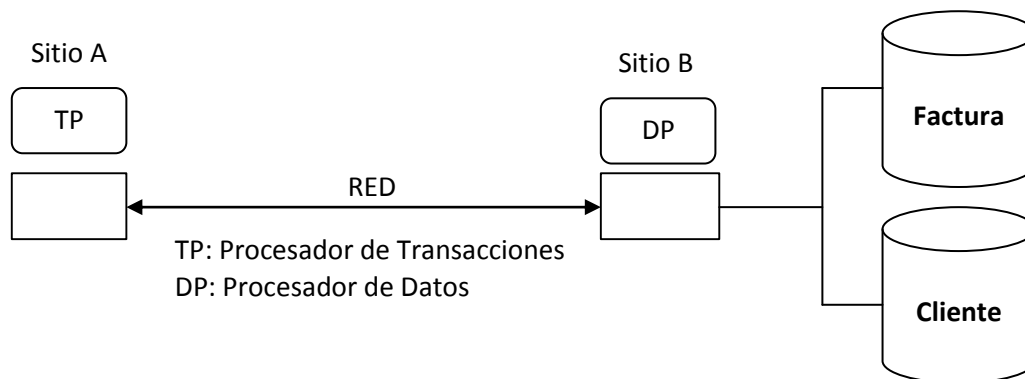 Sitio A
Sitio B
TP
DP
Factura
RED
TP: Procesador de Transacciones
DP: Procesador de Datos
Cliente